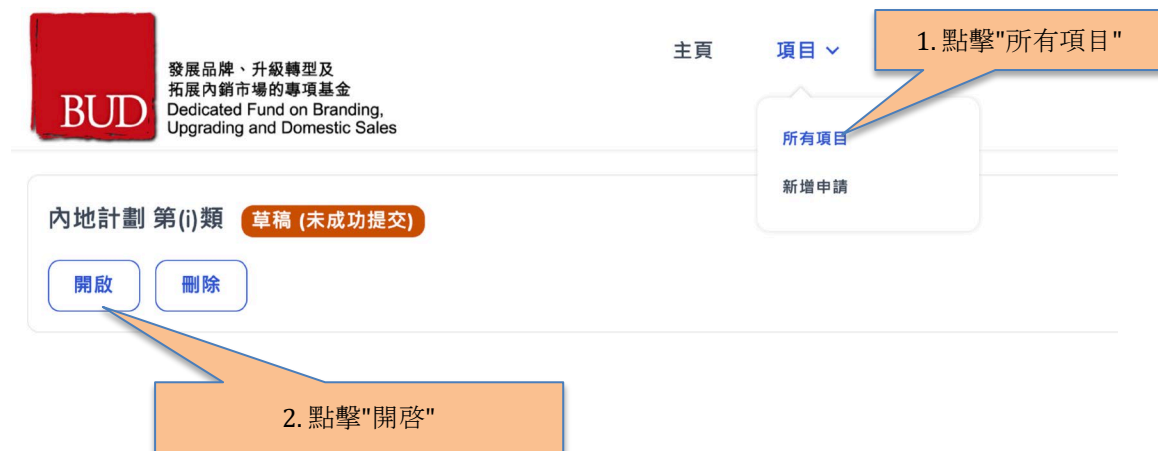 BUD
發展品牌、升級轉型及
拓展內銷市場的專項基金
Dedicated Fund on Branding,
Upgrading and Domestic Sales
主頁
項目
1. 點擊"所有項目"
所有項目
新增申請
內地計劃 第(i)類 草稿 (未成功提交)
開啟 刪除
2. 點擊"開啓"